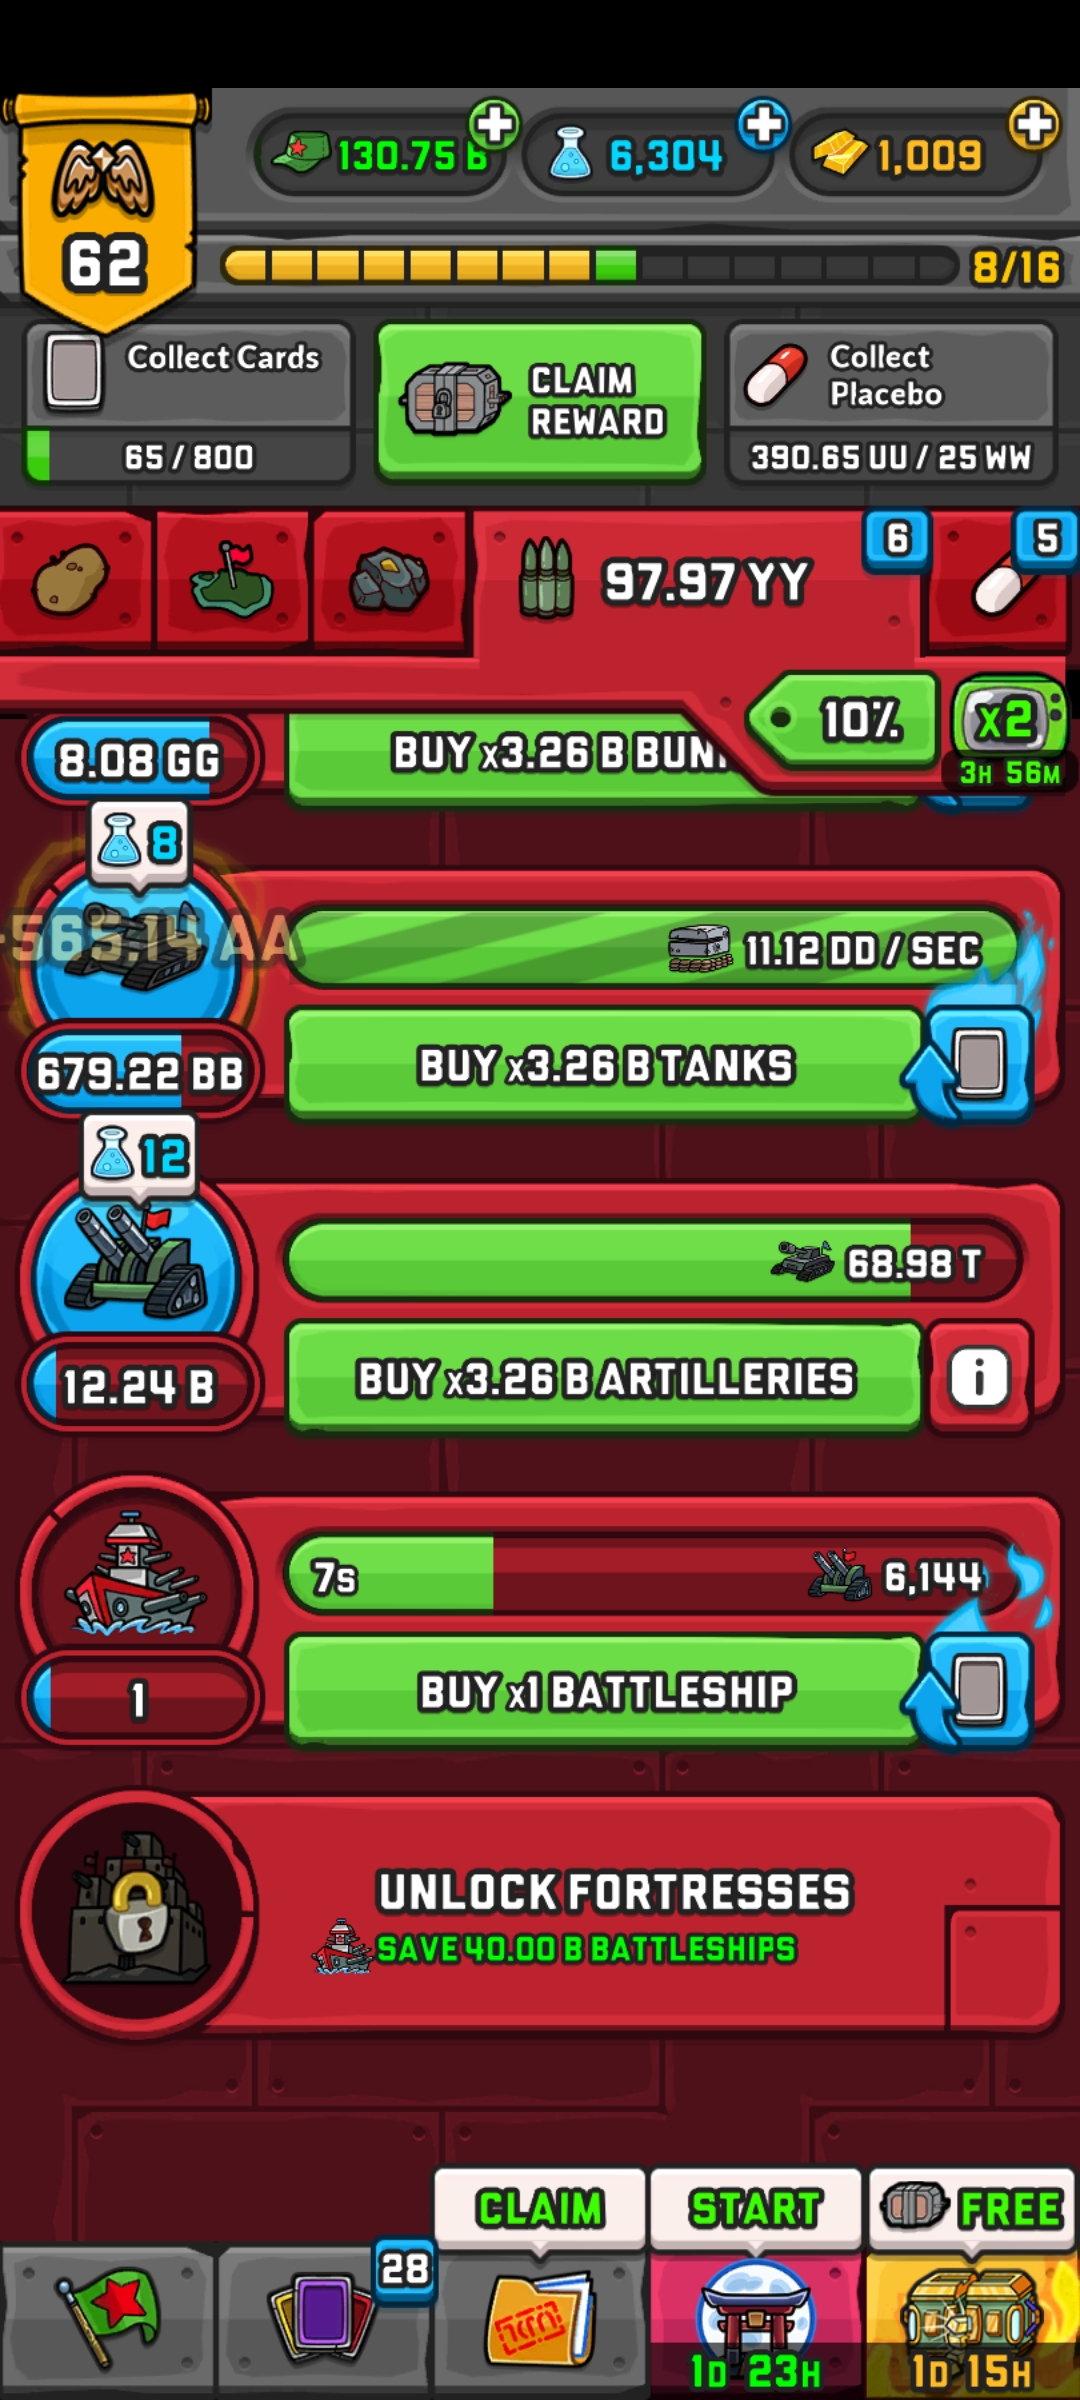 130.75 B
6,304
1,009
62
8/16
Collect Cards
65 / 800
CLAIM
REWARD
Collect
Placebo
390.65 UU / 25 WW
97.97 YY
6
5
10%
x2
3H 56M
8.08 GG
BUY x3.26 B BUN
8
-565.14 AA
11.12 DD / SEC
679.22 BB
BUY x3.26 B TANKS
12
68.98 T
12.24 B
BUY x3.26 B ARTILLERIES
i
7s
6,144
1
BUY x1 BATTLESHIP
UNLOCK FORTRESSES
SAVE 40.00 B BATTLESHIPS
CLAIM
START
FREE
28
1D 23H
1D 15H